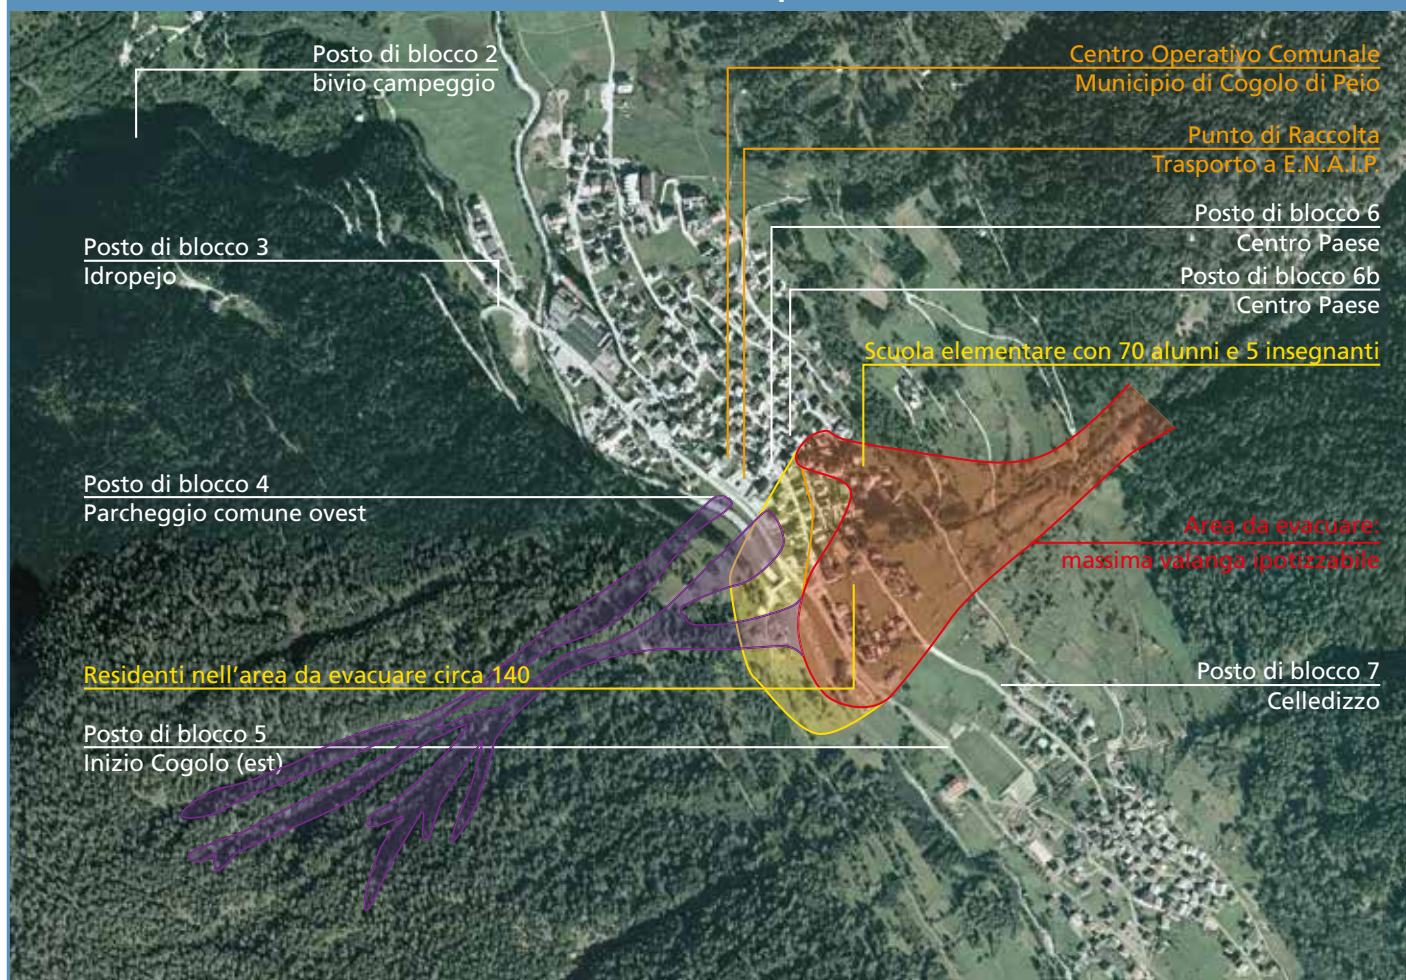 Posto di blocco 2
bivio campeggio
Centro Operativo Comunale
Municipio di Cogolo di Peio
Punto di Raccolta
Trasporto a E.N.A.I.P.
Posto di blocco 6
Centro Paese
Posto di blocco 3
Idropejo
Posto di blocco 6b
Centro Paese
Scuola elementare con 70 alunni e 5 insegnanti
Posto di blocco 4
Parcheggio comune ovest
Area da evacuare:
massima valanga ipotizzabile
Residenti nell'area da evacuare circa 140
Posto di blocco 7
Celledizzo
Posto di blocco 5
Inizio Cogolo (est)